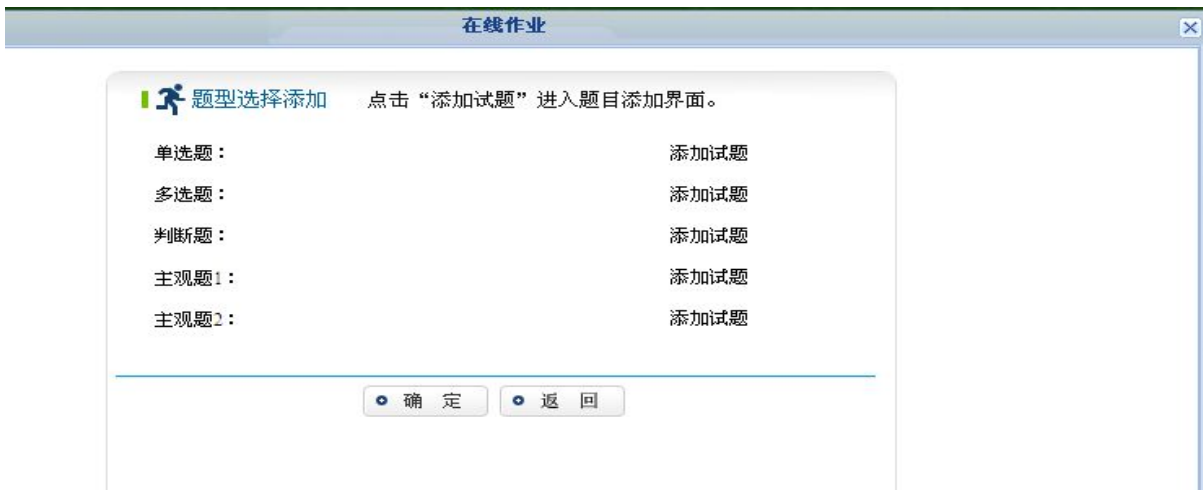 在线作业
题型选择添加 点击“添加试题”进入题目添加界面。
单选题： 添加试题
多选题： 添加试题
判断题： 添加试题
主观题1： 添加试题
主观题2： 添加试题
确 定 返 回